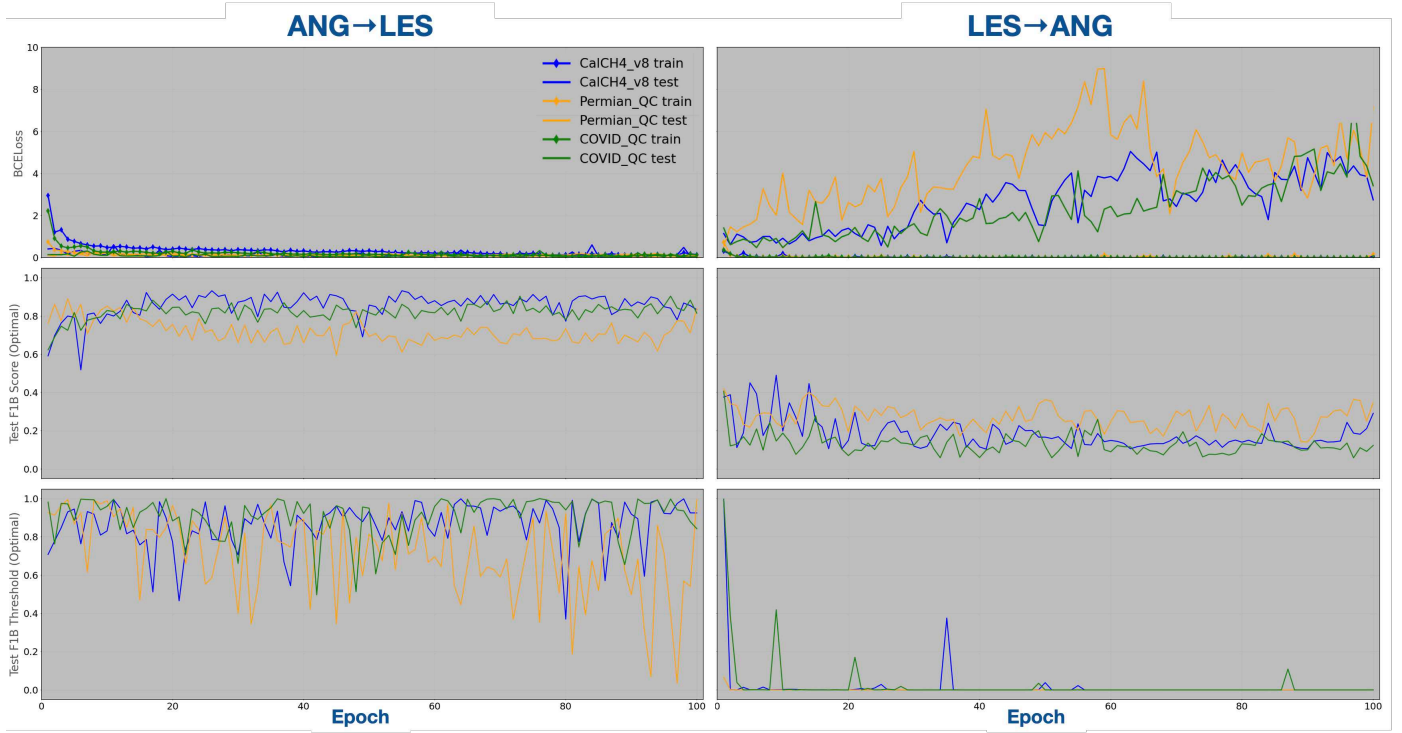 ANG→LES
LES→ANG
10
8
6
4
2
0
BCELoss
CalCH4_v8 train
CalCH4_v8 test
Permian_QC train
Permian_QC test
COVID_QC train
COVID_QC test
1.0
0.8
0.6
0.4
0.2
0.0
Test F1B Score (Optimal)
1.0
0.8
0.6
0.4
0.2
0.0
Test F1B Threshold (Optimal)
0 20 40 60 80 100
0 20 40 60 80 100
Epoch
Epoch